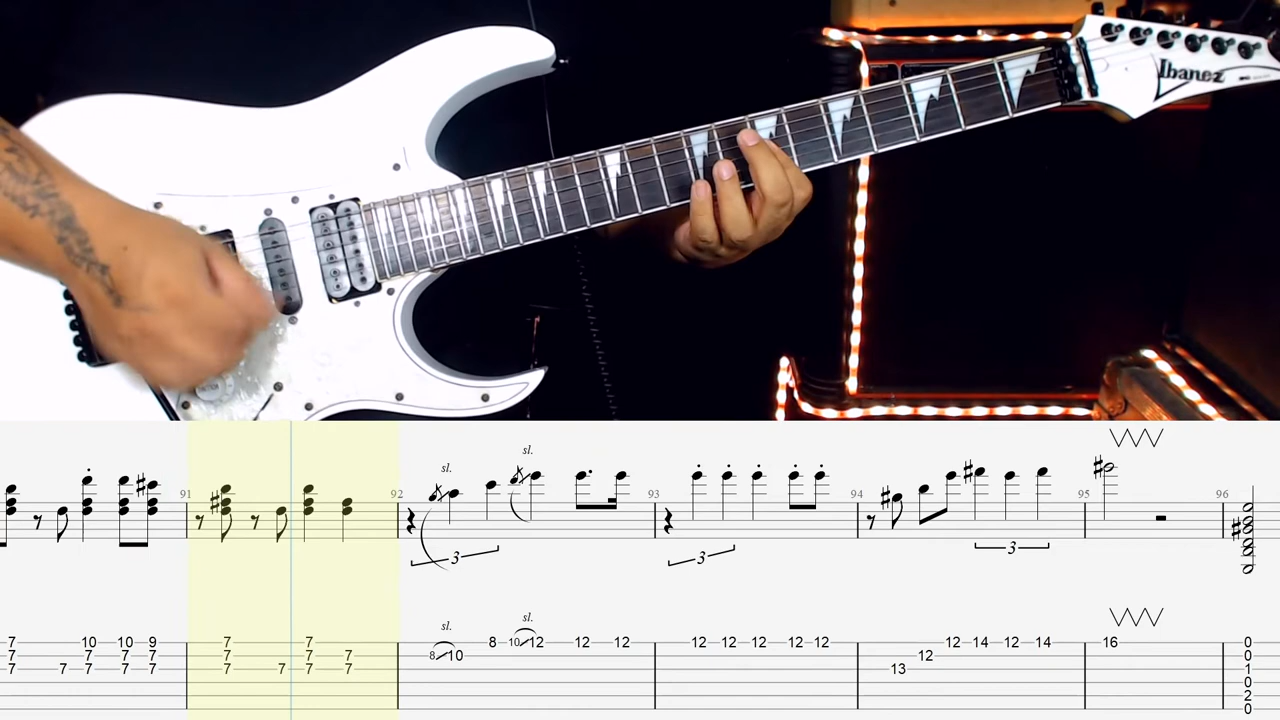 Ibanez
sl. sl.
91 92 93 94 95 96
3 3 3
sl. sl.
7 10 10 9 7 7 8 10 12 12 12 12 12 12 12 12 12 14 12 14 16 0
7 7 7 7 7 7 7 8 10 12 0
7 7 7 7 7 7 7 7 7 13 1
0
2
0